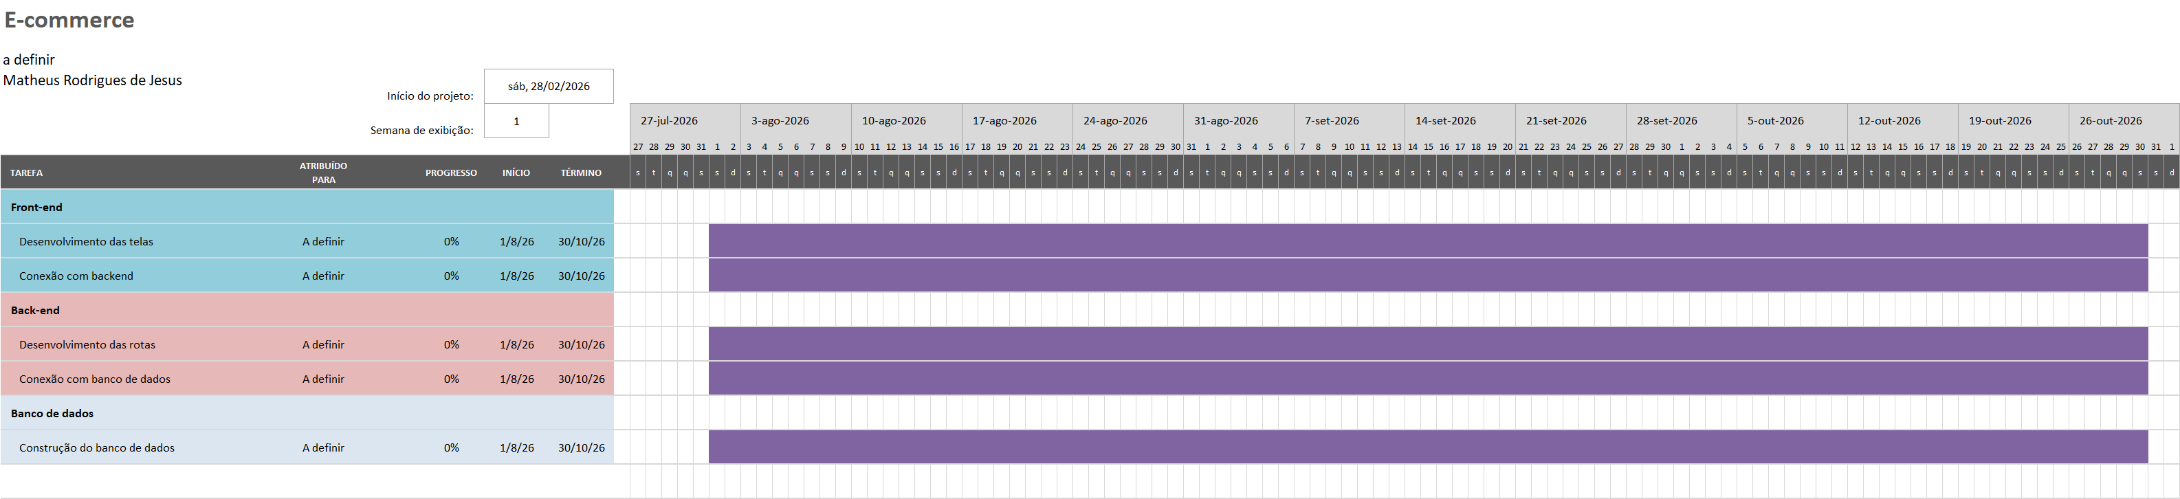 E-commerce
a definir
Matheus Rodrigues de Jesus
Início do projeto: sáb, 28/02/2026
Semana de exibição: 1
27-jul-2026 3-ago-2026 10-ago-2026 17-ago-2026 24-ago-2026 31-ago-2026 7-set-2026 14-set-2026 21-set-2026 28-set-2026 5-out-2026 12-out-2026 19-out-2026 26-out-2026
27 28 29 30 31 1 2 3 4 5 6 7 8 9 10 11 12 13 14 15 16 17 18 19 20 21 22 23 24 25 26 27 28 29 30 31 1 2 3 4 5 6 7 8 9 10 11 12 13 14 15 16 17 18 19 20 21 22 23 24 25 26 27 28 29 30 1 2 3 4 5 6 7 8 9 10 11 12 13 14 15 16 17 18 19 20 21 22 23 24 25 26 27 28 29 30 31 1
TAREFA ATRIBUÍDO PARA PROGRESSO INÍCIO TÉRMINO s t q q s s d s t q q s s d s t q q s s d s t q q s s d s t q q s s d s t q q s s d s t q q s s d s t q q s s d s t q q s s d s t q q s s d s t q q s s d s t q q s s d s t q q s s d s t q q s s d
Front-end
Desenvolvimento das telas A definir 0% 1/8/26 30/10/26
Conexão com backend A definir 0% 1/8/26 30/10/26
Back-end
Desenvolvimento das rotas A definir 0% 1/8/26 30/10/26
Conexão com banco de dados A definir 0% 1/8/26 30/10/26
Banco de dados
Construção do banco de dados A definir 0% 1/8/26 30/10/26